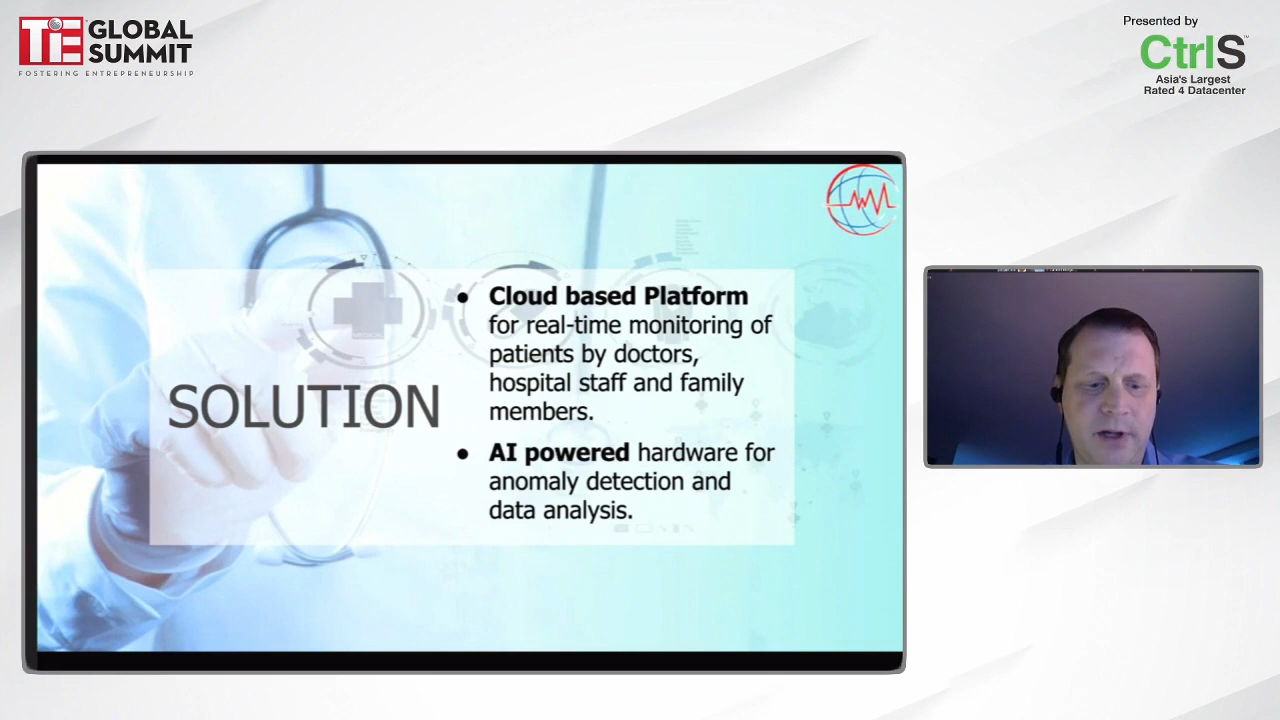 TiE GLOBAL
SUMMIT
FOSTERING ENTREPRENEURSHIP
Presented by
CtrlS™
Asia's Largest
Rated 4 Datacenter
SOLUTION
● Cloud based Platform
for real-time monitoring of
patients by doctors,
hospital staff and family
members.
● AI powered hardware for
anomaly detection and
data analysis.
MEDICAL